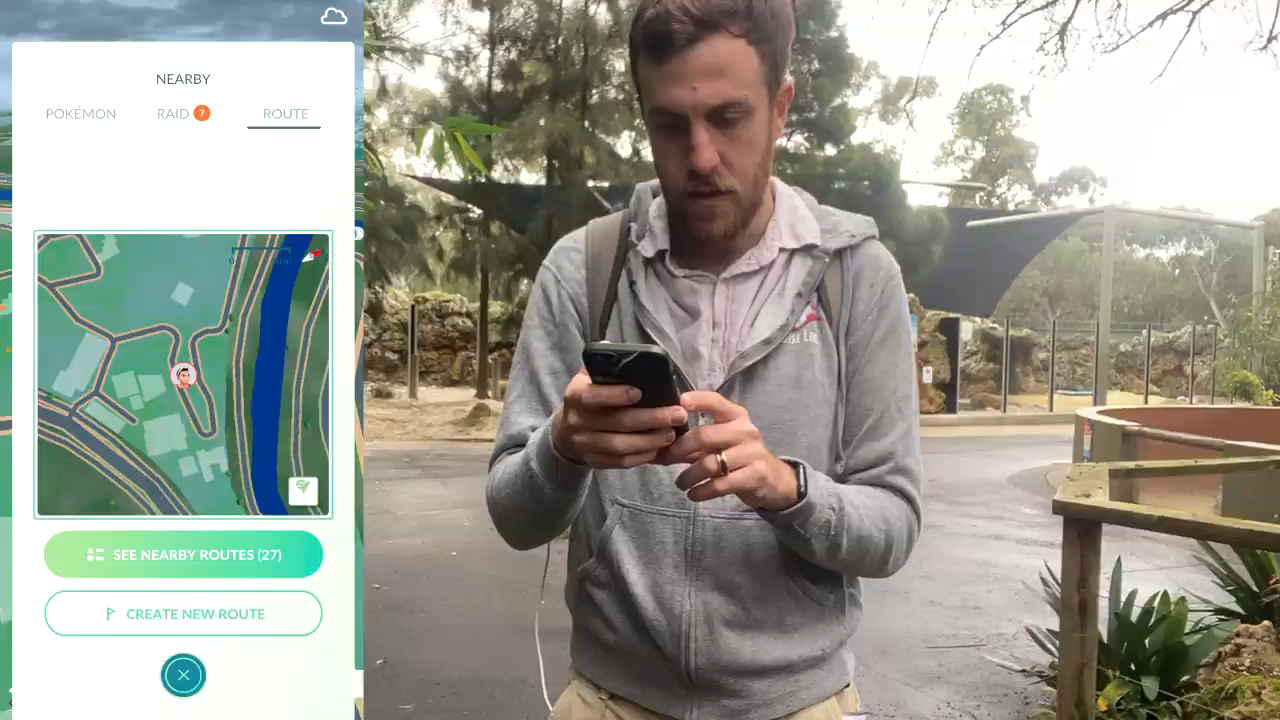 NEARBY
POKÉMON
RAID 7
ROUTE
SEE NEARBY ROUTES (27)
CREATE NEW ROUTE